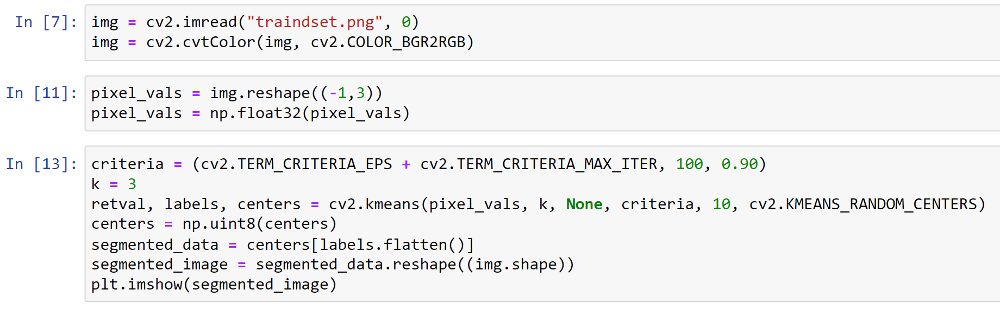 In [7]: img = cv2.imread("traindset.png", 0)
img = cv2.cvtColor(img, cv2.COLOR_BGR2RGB)
In [11]: pixel_vals = img.reshape((-1,3))
pixel_vals = np.float32(pixel_vals)
In [13]: criteria = (cv2.TERM_CRITERIA_EPS + cv2.TERM_CRITERIA_MAX_ITER, 100, 0.90)
k = 3
retval, labels, centers = cv2.kmeans(pixel_vals, k, None, criteria, 10, cv2.KMEANS_RANDOM_CENTERS)
centers = np.uint8(centers)
segmented_data = centers[labels.flatten()]
segmented_image = segmented_data.reshape((img.shape))
plt.imshow(segmented_image)